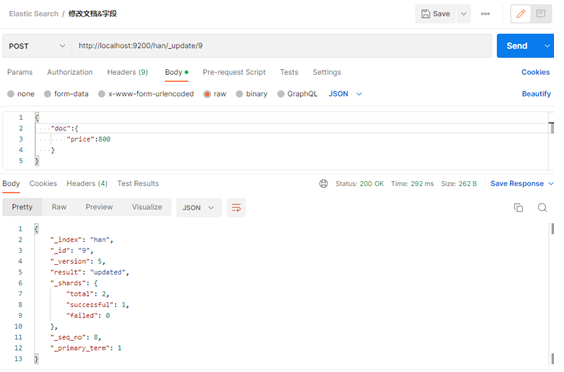 Elastic Search / 修改文档&字段
Save
POST http://localhost:9200/han/_update/9 Send
Params Authorization Headers (9) Body Pre-request Script Tests Settings Cookies
none form-data x-www-form-urlencoded raw binary GraphQL JSON Beautify
1 {
2 "doc":{
3 "price":800
4 }
5 }
Body Cookies Headers (4) Test Results Status: 200 OK Time: 292 ms Size: 262 B Save Response
Pretty Raw Preview Visualize JSON
1 {
2 "_index": "han",
3 "_id": "9",
4 "_version": 5,
5 "result": "updated",
6 "_shards": {
7 "total": 2,
8 "successful": 1,
9 "failed": 0
10 },
11 "_seq_no": 8,
12 "_primary_term": 1
13 }